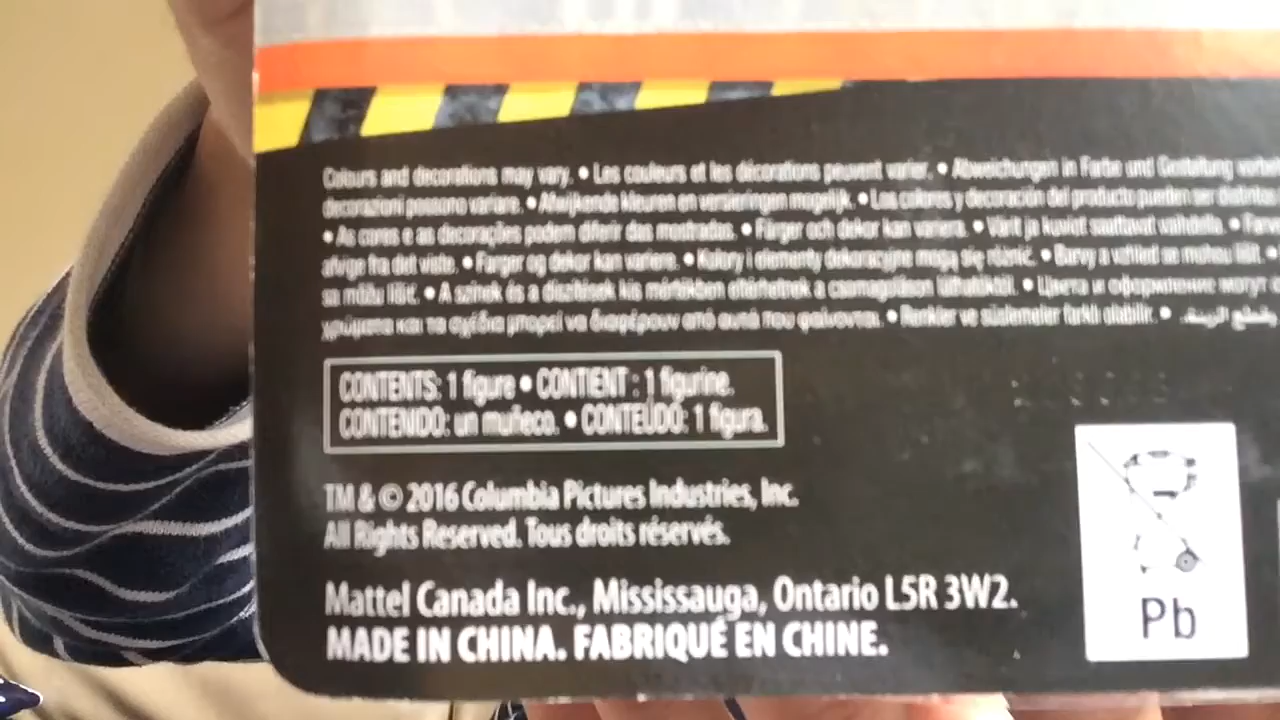 Colours and decorations may vary. • Les couleurs et les décorations peuvent varier. • Abweichungen in Farbe und Gestaltung
decorazioni possono variare. • Afwijkende kleuren en versieringen mogelijk. • Los colores y decoración del producto pueden ser
• As cores e as decorações podem diferir das mostradas. • Färger och dekor kan variera. • Värit ja kuviot saattavat vaihdella. •
afvige fra det viste. • Farger og dekor kan variere. • Kolory i elementy dekoracyjne mogą się różnić. • Barvy a vzhled se mohou lišit. •
sa môžu líšiť. • A színek és a díszítések kis mértékben eltérhetnek a csomagoláson láthatóktól. • Цвета и оформление могут
χρώματα και τα σχέδια μπορεί να διαφέρουν από αυτά που φαίνονται. • Renkler ve süslemeler farklı olabilir. •
CONTENTS: 1 figure • CONTIENT : 1 figurine.
CONTENIDO: un muñeco. • CONTEÚDO: 1 figura.
TM & © 2016 Columbia Pictures Industries, Inc.
All Rights Reserved. Tous droits réservés.
Mattel Canada Inc., Mississauga, Ontario L5R 3W2.
MADE IN CHINA. FABRIQUÉ EN CHINE.
Pb